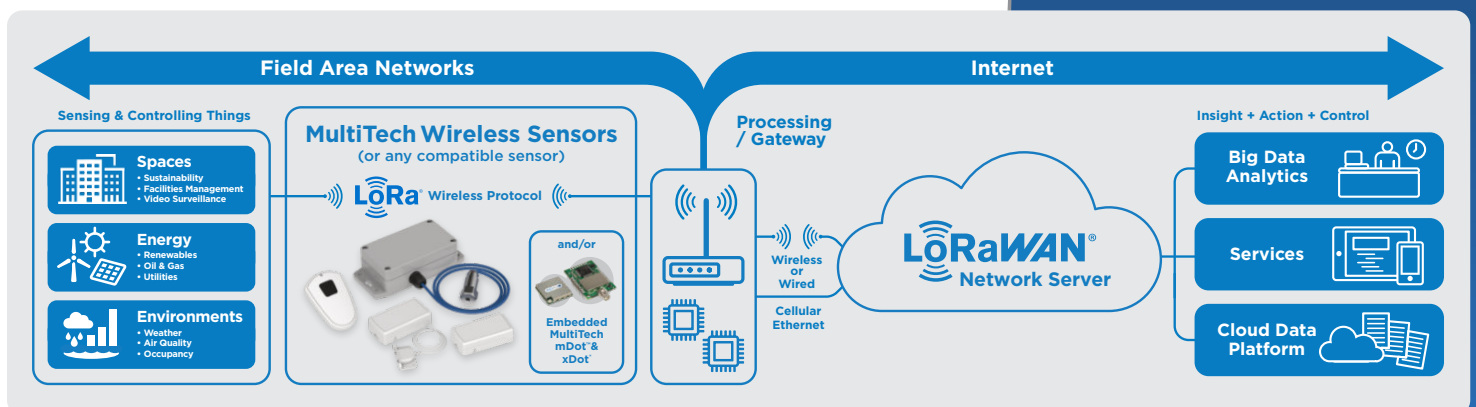 Field Area Networks
Internet
Sensing & Controlling Things
Spaces
• Sustainability
• Facilities Management
• Video Surveillance
Energy
• Renewables
• Oil & Gas
• Utilities
Environments
• Weather
• Air Quality
• Occupancy
MultiTech Wireless Sensors
(or any compatible sensor)
LoRa® Wireless Protocol
and/or
Embedded
MultiTech
mDot™ &
xDot™
Processing
/ Gateway
Wireless
or
Wired
Cellular
Ethernet
LoRaWAN®
Network Server
Insight + Action + Control
Big Data
Analytics
Services
Cloud Data
Platform